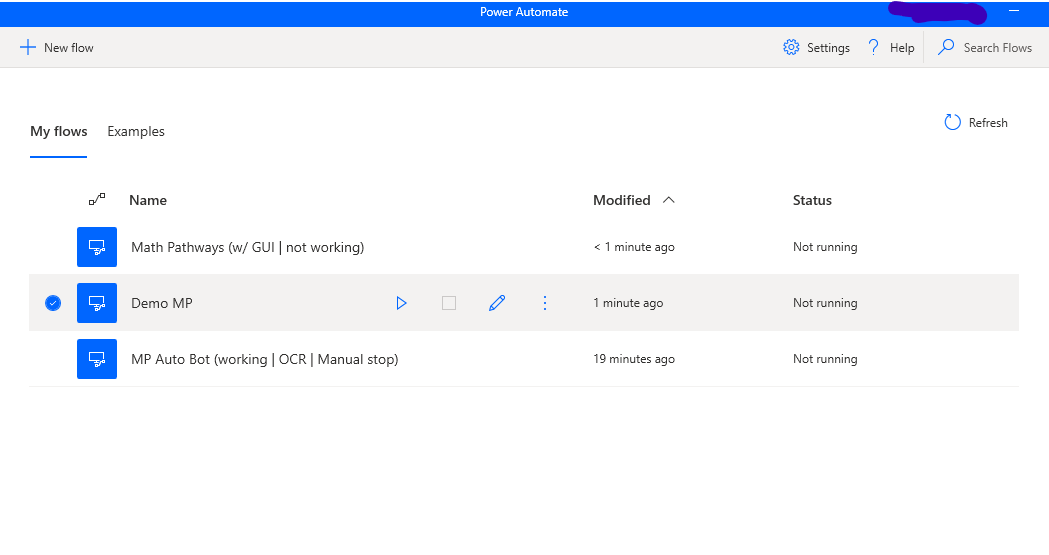 Power Automate
New flow
Settings
Help
Search Flows
My flows
Examples
Refresh
Name
Modified
Status
Math Pathways (w/ GUI | not working)
< 1 minute ago
Not running
Demo MP
1 minute ago
Not running
MP Auto Bot (working | OCR | Manual stop)
19 minutes ago
Not running